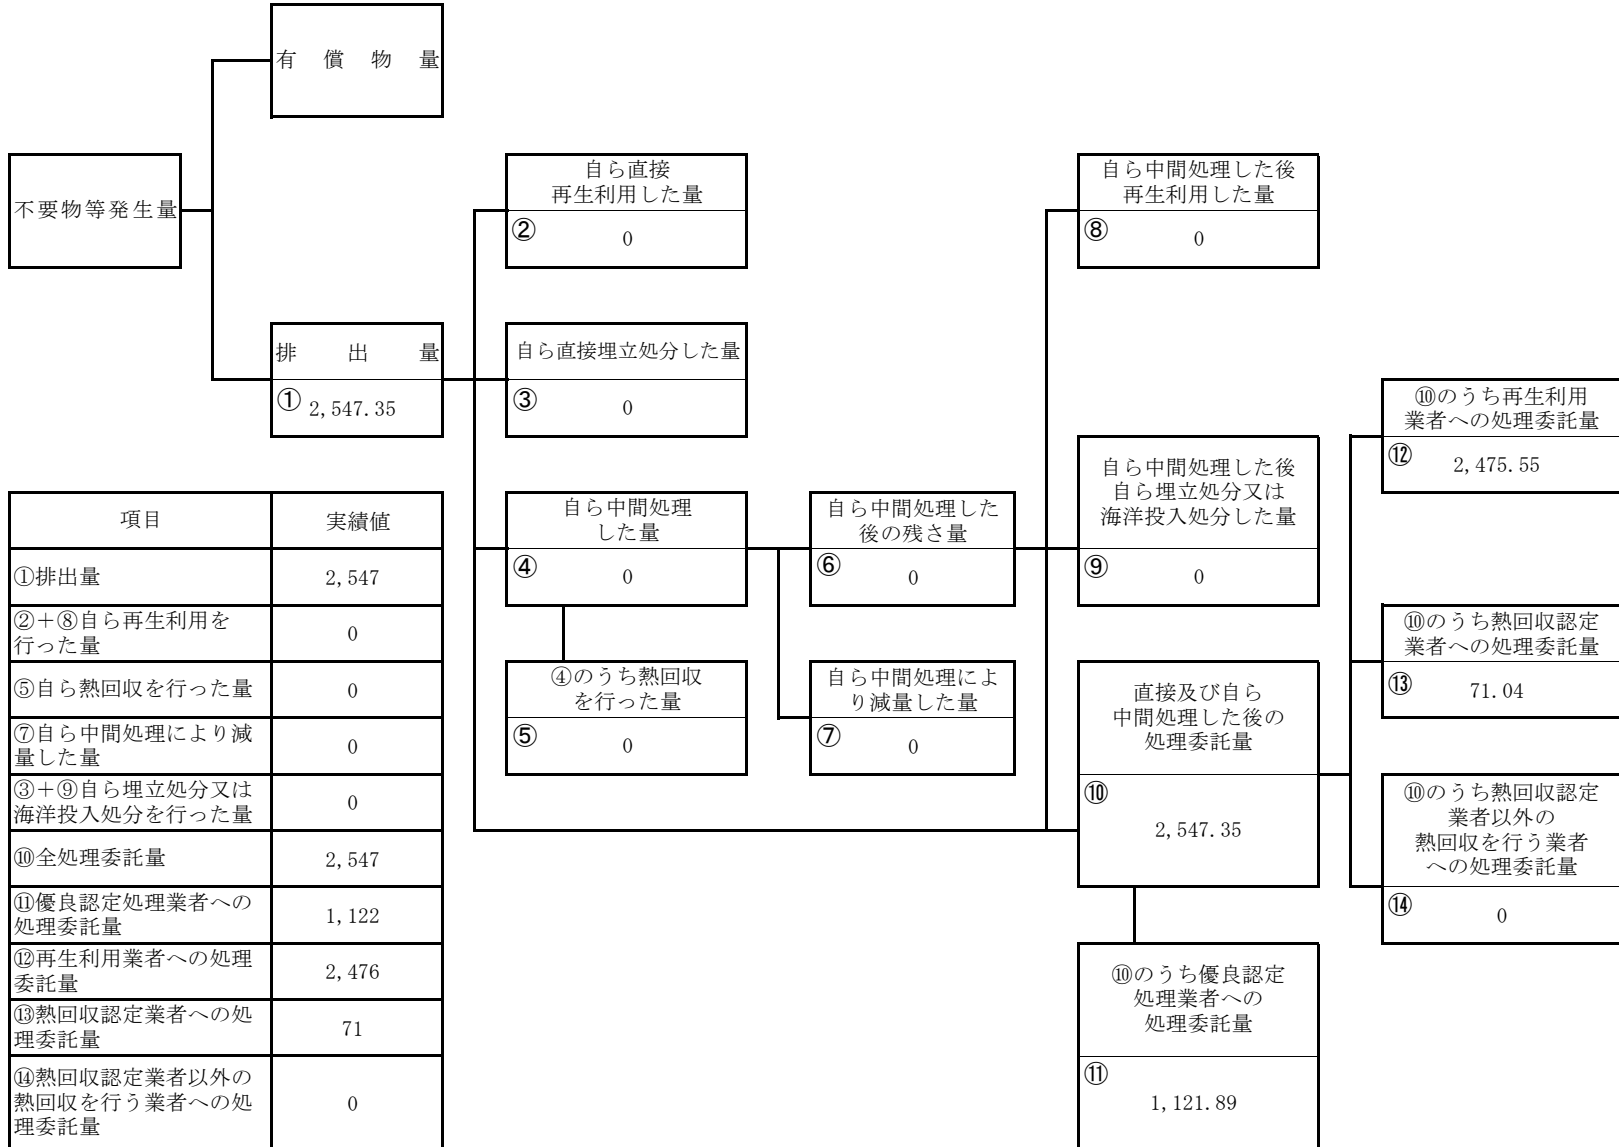 有償物量
不要物等発生量
排出量
① 2,547.35
自ら直接
再生利用した量
② 0
自ら直接埋立処分した量
③ 0
自ら中間処理
した量
④ 0
④のうち熱回収
を行った量
⑤ 0
自ら中間処理した
後の残さ量
⑥ 0
自ら中間処理によ
り減量した量
⑦ 0
自ら中間処理した後
再生利用した量
⑧ 0
自ら中間処理した後
自ら埋立処分又は
海洋投入処分した量
⑨ 0
直接及び自ら
中間処理した後の
処理委託量
⑩
2,547.35
⑩のうち優良認定
処理業者への
処理委託量
⑪
1,121.89
⑩のうち再生利用
業者への処理委託量
⑫ 2,475.55
⑩のうち熱回収認定
業者への処理委託量
⑬ 71.04
⑩のうち熱回収認定
業者以外の
熱回収を行う業者
への処理委託量
⑭ 0
項目 実績値
①排出量 2,547
②+⑧自ら再生利用を
行った量 0
⑤自ら熱回収を行った量 0
⑦自ら中間処理により減
量した量 0
③+⑨自ら埋立処分又は
海洋投入処分を行った量 0
⑩全処理委託量 2,547
⑪優良認定処理業者への
処理委託量 1,122
⑫再生利用業者への処理
委託量 2,476
⑬熱回収認定業者への処
理委託量 71
⑭熱回収認定業者以外の
熱回収を行う業者への処
理委託量 0